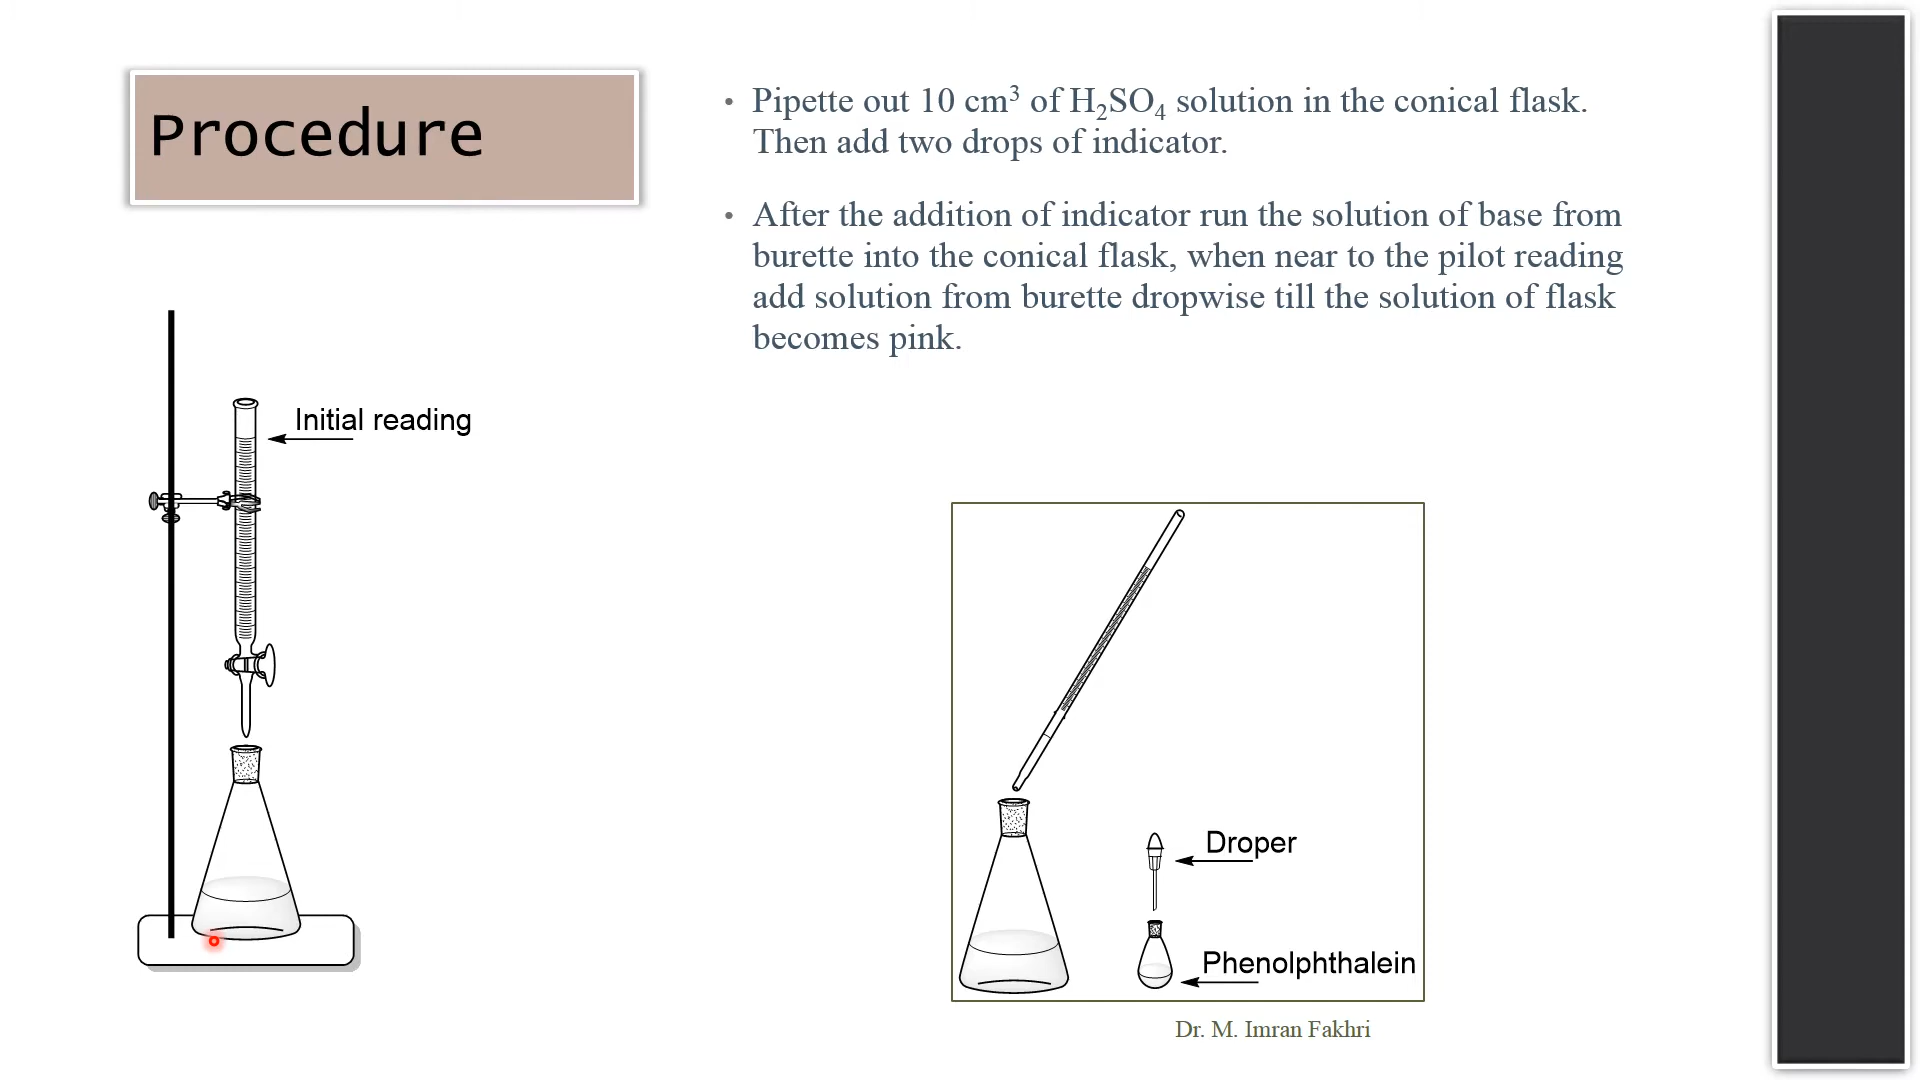 Procedure
• Pipette out 10 cm³ of H₂SO₄ solution in the conical flask.
Then add two drops of indicator.
• After the addition of indicator run the solution of base from
burette into the conical flask, when near to the pilot reading
add solution from burette dropwise till the solution of flask
becomes pink.
Initial reading
Droper
Phenolphthalein
Dr. M. Imran Fakhri